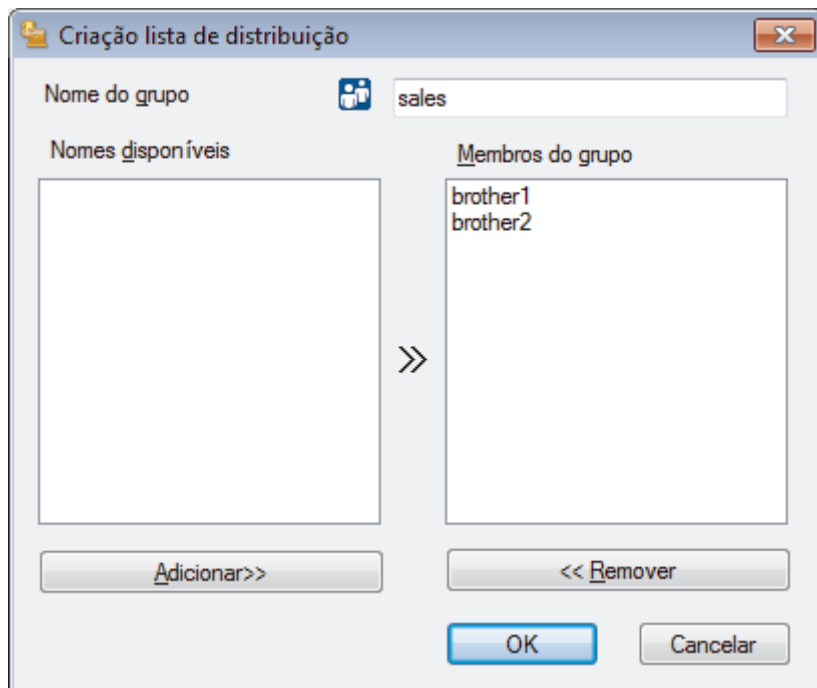 Criação lista de distribuição
Nome do grupo
sales
Nomes disponíveis
Membros do grupo
brother1
brother2
Adicionar>>
<< Remover
OK
Cancelar